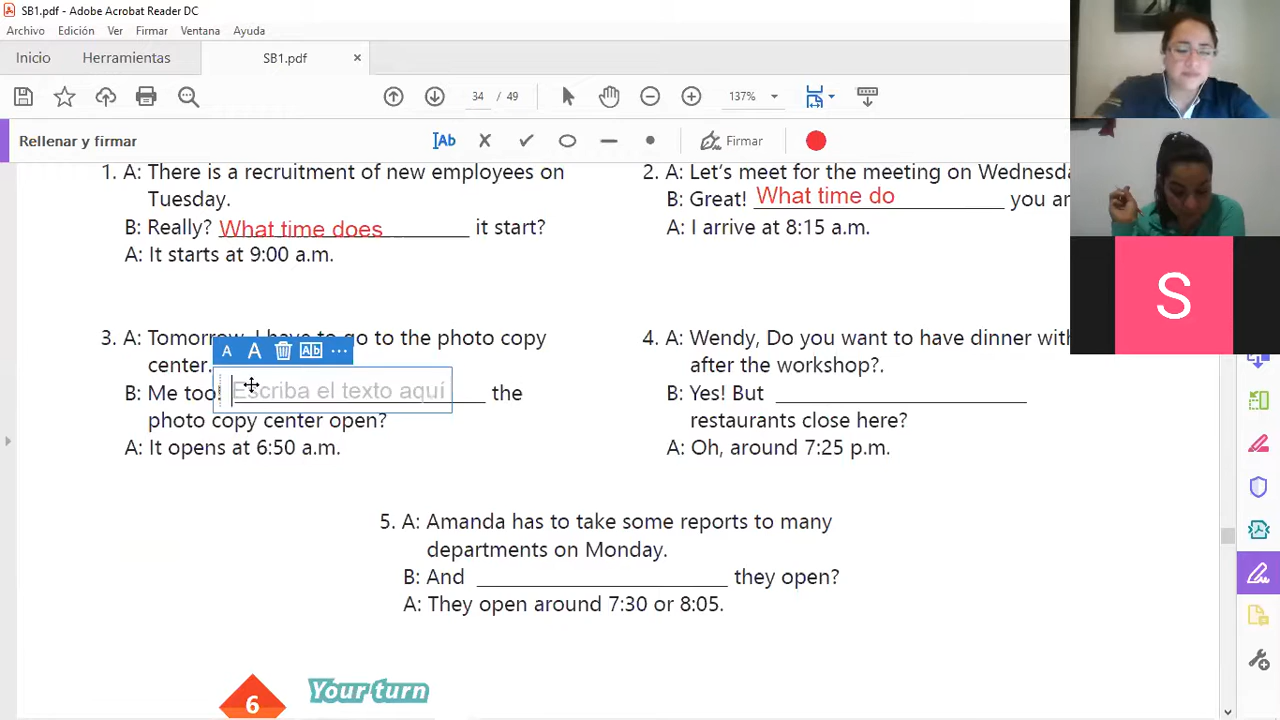 SB1.pdf - Adobe Acrobat Reader DC
Archivo Edición Ver Firmar Ventana Ayuda
Inicio Herramientas SB1.pdf ×
34 / 49 137%
Rellenar y firmar Ab Firmar
1. A: There is a recruitment of new employees on
Tuesday.
B: Really? What time does it start?
A: It starts at 9:00 a.m.
2. A: Let's meet for the meeting on Wednesda
B: Great! What time do you ar
A: I arrive at 8:15 a.m.
3. A: Tomorrow, I have to go to the photo copy
center.
A A Ab ...
B: Me too! Escriba el texto aquí the
photo copy center open?
A: It opens at 6:50 a.m.
4. A: Wendy, Do you want to have dinner with
after the workshop?.
B: Yes! But
restaurants close here?
A: Oh, around 7:25 p.m.
5. A: Amanda has to take some reports to many
departments on Monday.
B: And they open?
A: They open around 7:30 or 8:05.
6 Your turn
S